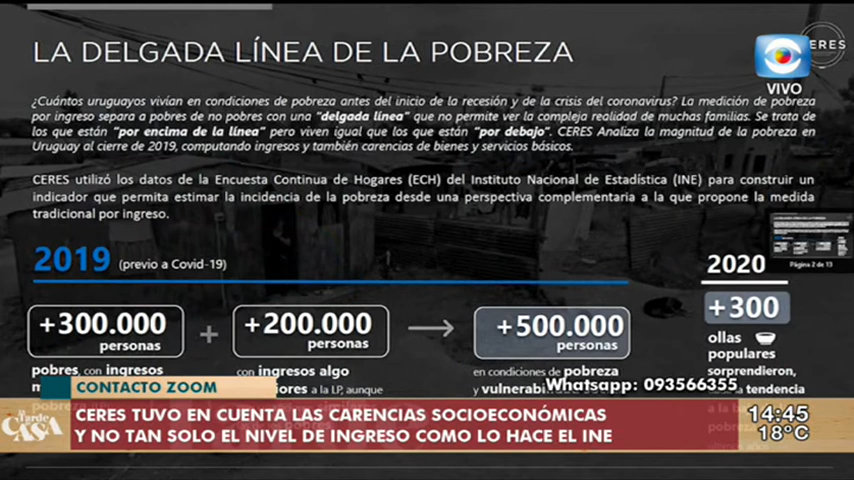 LA DELGADA LÍNEA DE LA POBREZA
ERES
VIVO
¿Cuántos uruguayos vivían en condiciones de pobreza antes del inicio de la recesión y de la crisis del coronavirus? La medición de pobreza
por ingreso separa a pobres de no pobres con una "delgada línea" que no permite ver la compleja realidad de muchas familias. Se trata de
los que están "por encima de la línea" pero viven igual que los que están "por debajo". CERES Analiza la magnitud de la pobreza en
Uruguay al cierre de 2019, computando ingresos y también carencias de bienes y servicios básicos.
CERES utilizó los datos de la Encuesta Continua de Hogares (ECH) del Instituto Nacional de Estadística (INE) para construir un
indicador que permita estimar la incidencia de la pobreza desde una perspectiva complementaria a la que propone la medida
tradicional por ingreso.
Página 2 de 13
2019 (previo a Covid-19)
2020
+300.000
personas
+
+200.000
personas
+500.000
personas
+300
ollas
populares
sorprendieron,
pobres, con ingresos
con ingresos algo
en condiciones de pobreza
a la LP, aunque
y
Whatsapp: 093566355
tendencia
CONTACTO ZOOM
La Tarde
en
CASA
CERES TUVO EN CUENTA LAS CARENCIAS SOCIOECONÓMICAS
Y NO TAN SOLO EL NIVEL DE INGRESO COMO LO HACE EL INE
14:45
18°C